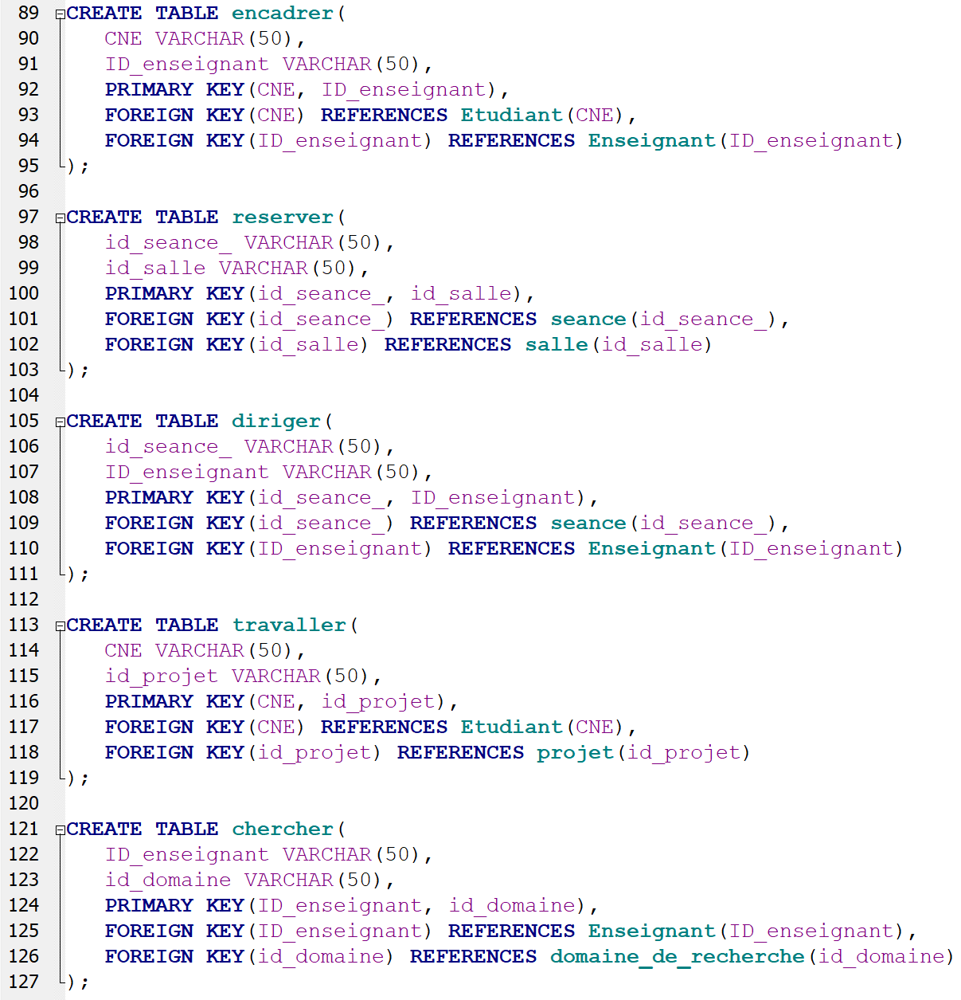 89 CREATE TABLE encadrer(
90 CNE VARCHAR(50),
91 ID_enseignant VARCHAR(50),
92 PRIMARY KEY(CNE, ID_enseignant),
93 FOREIGN KEY(CNE) REFERENCES Etudiant(CNE),
94 FOREIGN KEY(ID_enseignant) REFERENCES Enseignant(ID_enseignant)
95 );
96
97 CREATE TABLE reserver(
98 id_seance_ VARCHAR(50),
99 id_salle VARCHAR(50),
100 PRIMARY KEY(id_seance_, id_salle),
101 FOREIGN KEY(id_seance_) REFERENCES seance(id_seance_),
102 FOREIGN KEY(id_salle) REFERENCES salle(id_salle)
103 );
104
105 CREATE TABLE diriger(
106 id_seance_ VARCHAR(50),
107 ID_enseignant VARCHAR(50),
108 PRIMARY KEY(id_seance_, ID_enseignant),
109 FOREIGN KEY(id_seance_) REFERENCES seance(id_seance_),
110 FOREIGN KEY(ID_enseignant) REFERENCES Enseignant(ID_enseignant)
111 );
112
113 CREATE TABLE travaller(
114 CNE VARCHAR(50),
115 id_projet VARCHAR(50),
116 PRIMARY KEY(CNE, id_projet),
117 FOREIGN KEY(CNE) REFERENCES Etudiant(CNE),
118 FOREIGN KEY(id_projet) REFERENCES projet(id_projet)
119 );
120
121 CREATE TABLE chercher(
122 ID_enseignant VARCHAR(50),
123 id_domaine VARCHAR(50),
124 PRIMARY KEY(ID_enseignant, id_domaine),
125 FOREIGN KEY(ID_enseignant) REFERENCES Enseignant(ID_enseignant),
126 FOREIGN KEY(id_domaine) REFERENCES domaine_de_recherche(id_domaine)
127 );